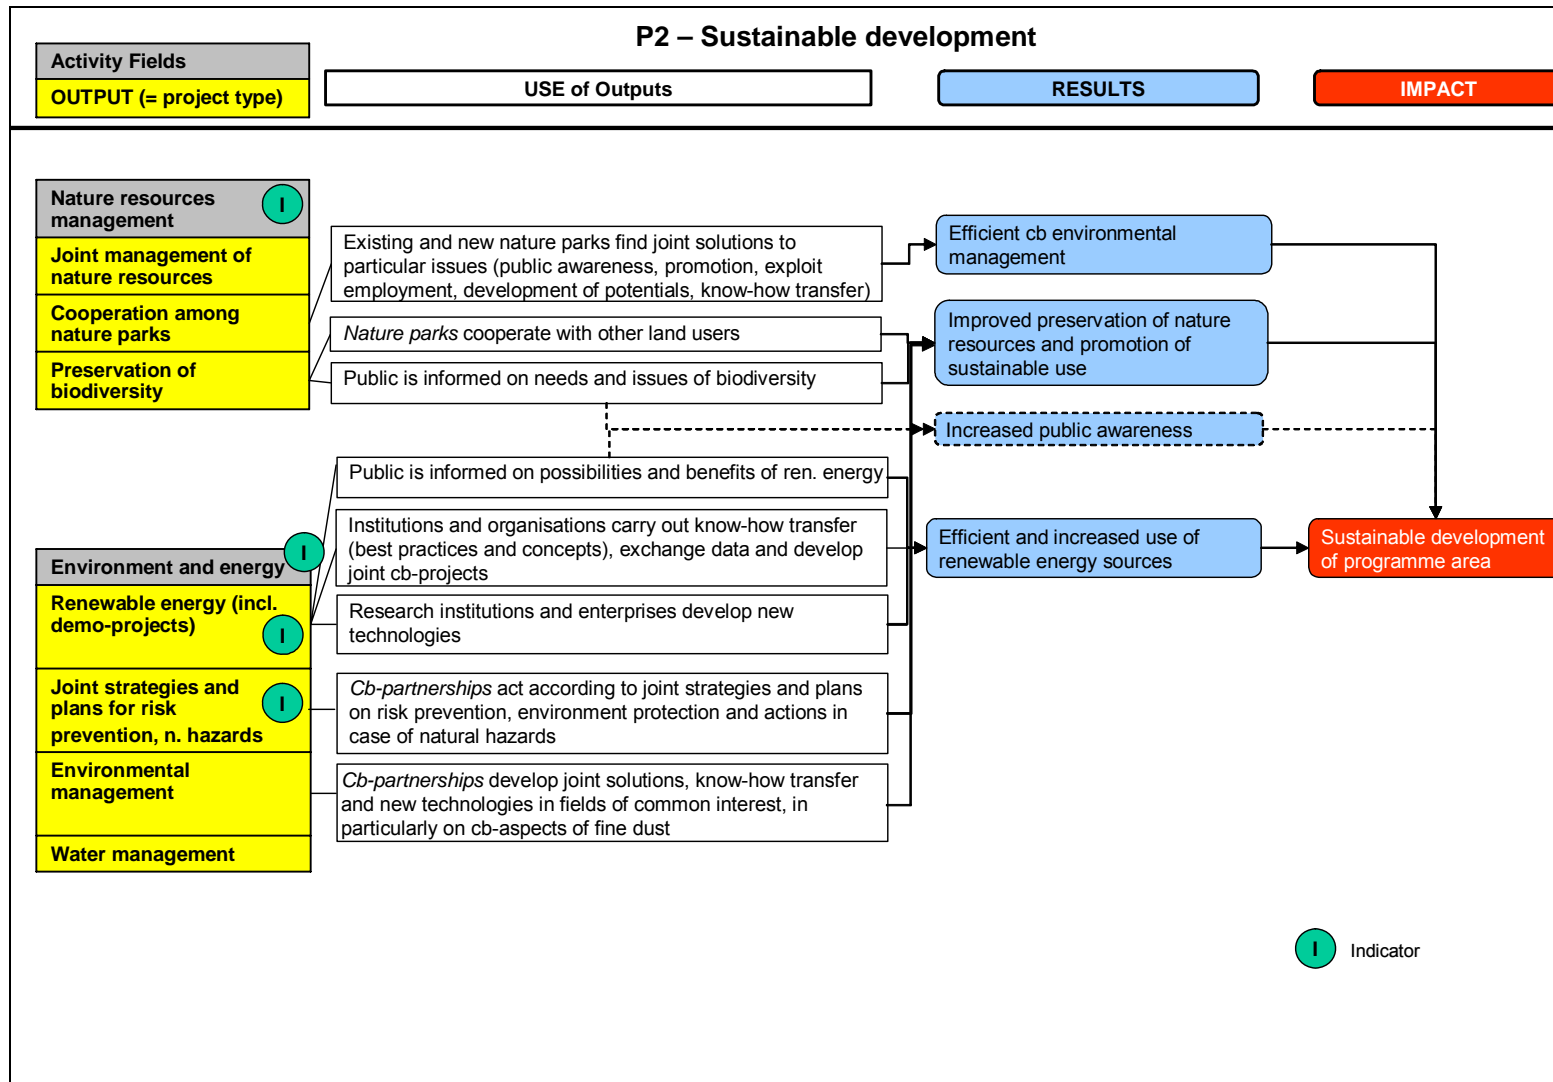 P2 – Sustainable development
Activity Fields
OUTPUT (= project type)
USE of Outputs
RESULTS
IMPACT
Nature resources
management
I
Joint management of
nature resources
Cooperation among
nature parks
Preservation of
biodiversity
Existing and new nature parks find joint solutions to
particular issues (public awareness, promotion, exploit
employment, development of potentials, know-how transfer)
Nature parks cooperate with other land users
Public is informed on needs and issues of biodiversity
Efficient cb environmental
management
Improved preservation of nature
resources and promotion of
sustainable use
Increased public awareness
Public is informed on possibilities and benefits of ren. energy
Institutions and organisations carry out know-how transfer
(best practices and concepts), exchange data and develop
joint cb-projects
Research institutions and enterprises develop new
technologies
Efficient and increased use of
renewable energy sources
Sustainable development
of programme area
I
Environment and energy
Renewable energy (incl.
demo-projects)
I
Joint strategies and
plans for risk
prevention, n. hazards
I
Environmental
management
Water management
Cb-partnerships act according to joint strategies and plans
on risk prevention, environment protection and actions in
case of natural hazards
Cb-partnerships develop joint solutions, know-how transfer
and new technologies in fields of common interest, in
particularly on cb-aspects of fine dust
I
Indicator